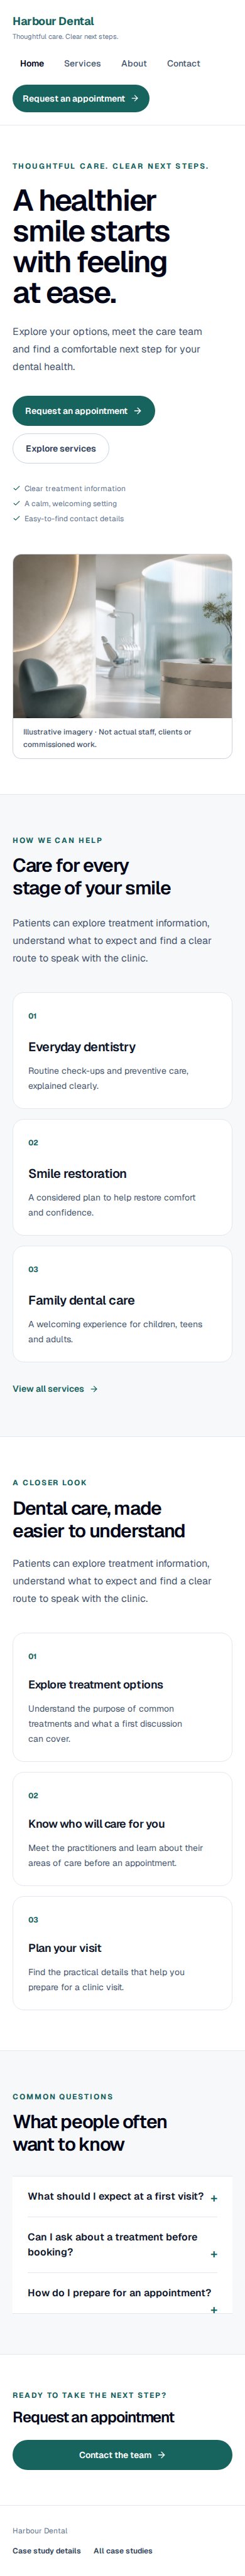 Harbour Dental
Thoughtful care. Clear next steps.
Home Services About Contact
Request an appointment →
THOUGHTFUL CARE. CLEAR NEXT STEPS.
A healthier
smile starts
with feeling
at ease.
Explore your options, meet the care team
and find a comfortable next step for your
dental health.
Request an appointment →
Explore services
✓ Clear treatment information
✓ A calm, welcoming setting
✓ Easy-to-find contact details
Illustrative imagery · Not actual staff, clients or
commissioned work.
HOW WE CAN HELP
Care for every
stage of your smile
Patients can explore treatment information,
understand what to expect and find a clear
route to speak with the clinic.
01
Everyday dentistry
Routine check-ups and preventive care,
explained clearly.
02
Smile restoration
A considered plan to help restore comfort
and confidence.
03
Family dental care
A welcoming experience for children, teens
and adults.
View all services →
A CLOSER LOOK
Dental care, made
easier to understand
Patients can explore treatment information,
understand what to expect and find a clear
route to speak with the clinic.
01
Explore treatment options
Understand the purpose of common
treatments and what a first discussion
can cover.
02
Know who will care for you
Meet the practitioners and learn about their
areas of care before an appointment.
03
Plan your visit
Find the practical details that help you
prepare for a clinic visit.
COMMON QUESTIONS
What people often
want to know
What should I expect at a first visit? +
Can I ask about a treatment before
booking? +
How do I prepare for an appointment?
+
READY TO TAKE THE NEXT STEP?
Request an appointment
Contact the team →
Harbour Dental
Case study details All case studies